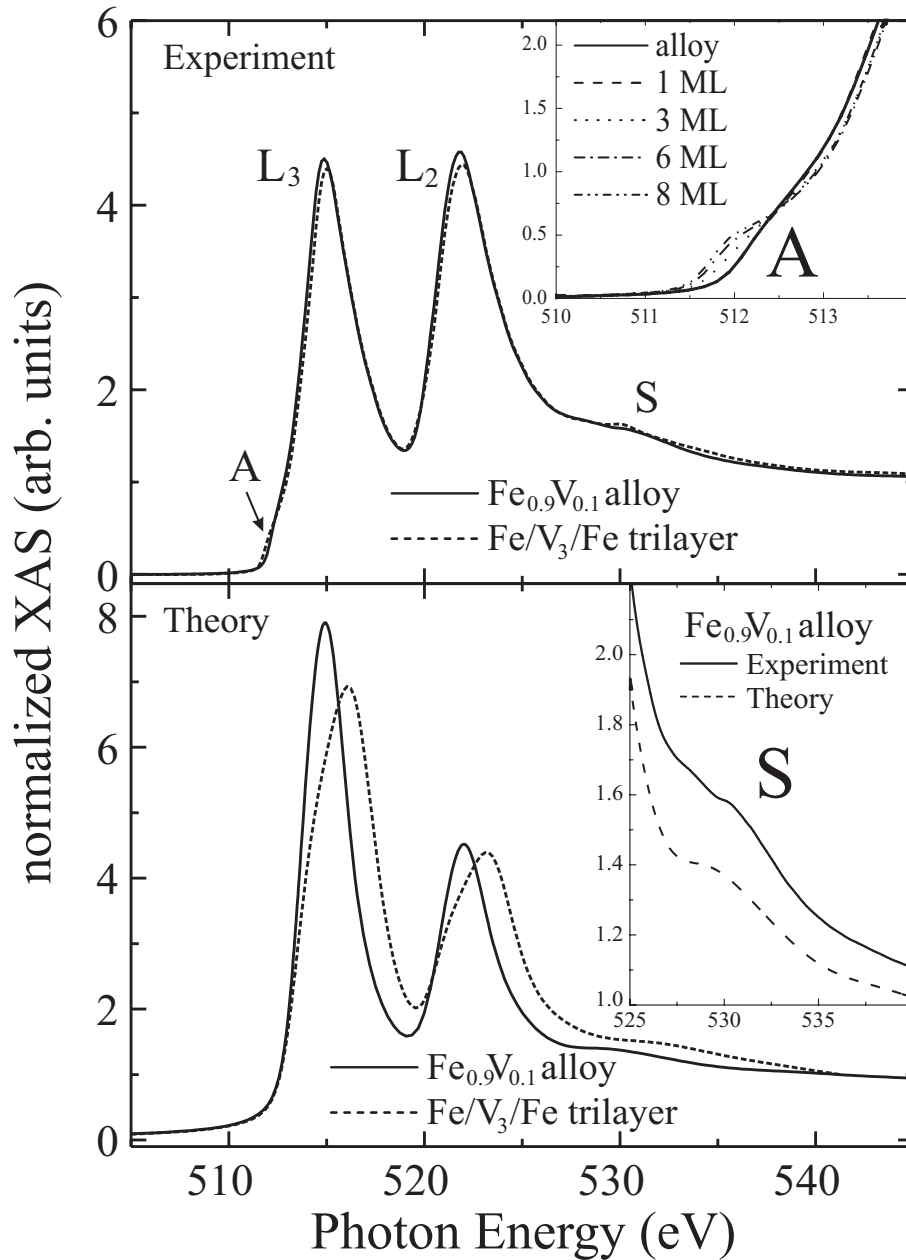 normalized XAS (arb. units)
6
4
2
0
Experiment
L3
L2
A
S
Fe0.9V0.1 alloy
Fe/V3/Fe trilayer
2.0
1.5
1.0
0.5
0.0
alloy
1 ML
3 ML
6 ML
8 ML
A
510 511 512 513
8
6
4
2
0
Theory
Fe0.9V0.1 alloy
Fe/V3/Fe trilayer
2.0
1.8
1.6
1.4
1.2
1.0
Fe0.9V0.1 alloy
Experiment
Theory
S
525 530 535
510 520 530 540
Photon Energy (eV)